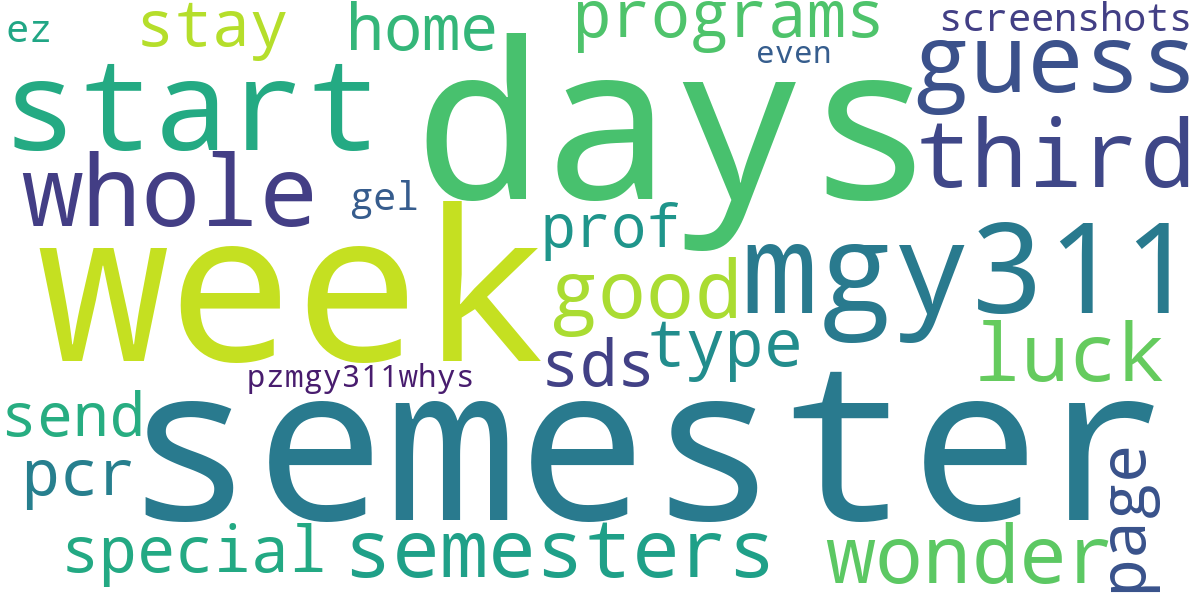 ez
stay
home
programs
screenshots
even
start
days
guess
third
whole
gel
prof
week
good
mgy311
type
luck
sds
pzmgy311whys
send
semester
pcr
page
special
semesters
wonder